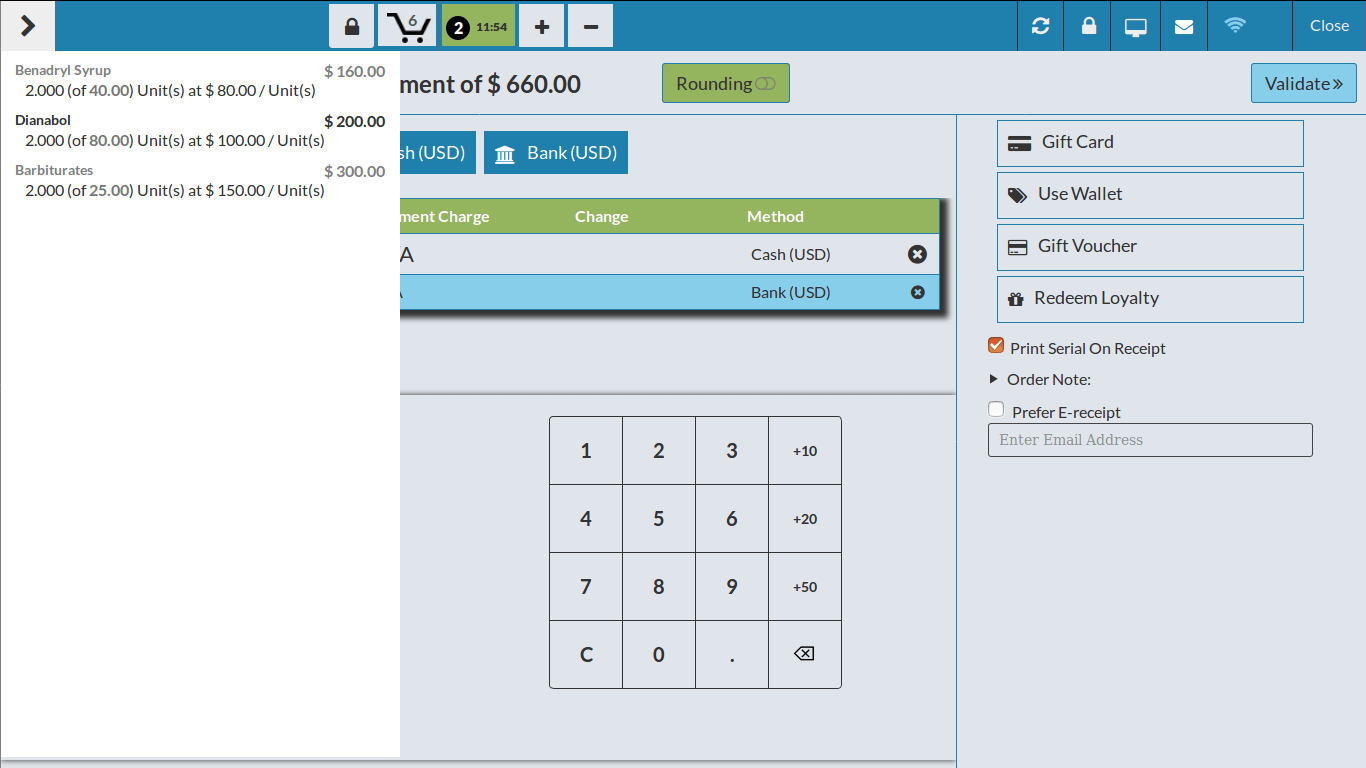 6
2 11:54
+
−
Close
Benadryl Syrup $ 160.00
2.000 (of 40.00) Unit(s) at $ 80.00 / Unit(s)
Dianabol $ 200.00
2.000 (of 80.00) Unit(s) at $ 100.00 / Unit(s)
Barbiturates $ 300.00
2.000 (of 25.00) Unit(s) at $ 150.00 / Unit(s)
ment of $ 660.00
Rounding
Validate
sh (USD)
Bank (USD)
ment Charge Change Method
A Cash (USD)
Bank (USD)
1 2 3 +10
4 5 6 +20
7 8 9 +50
C 0 .
Gift Card
Use Wallet
Gift Voucher
Redeem Loyalty
Print Serial On Receipt
Order Note:
Prefer E-receipt
Enter Email Address